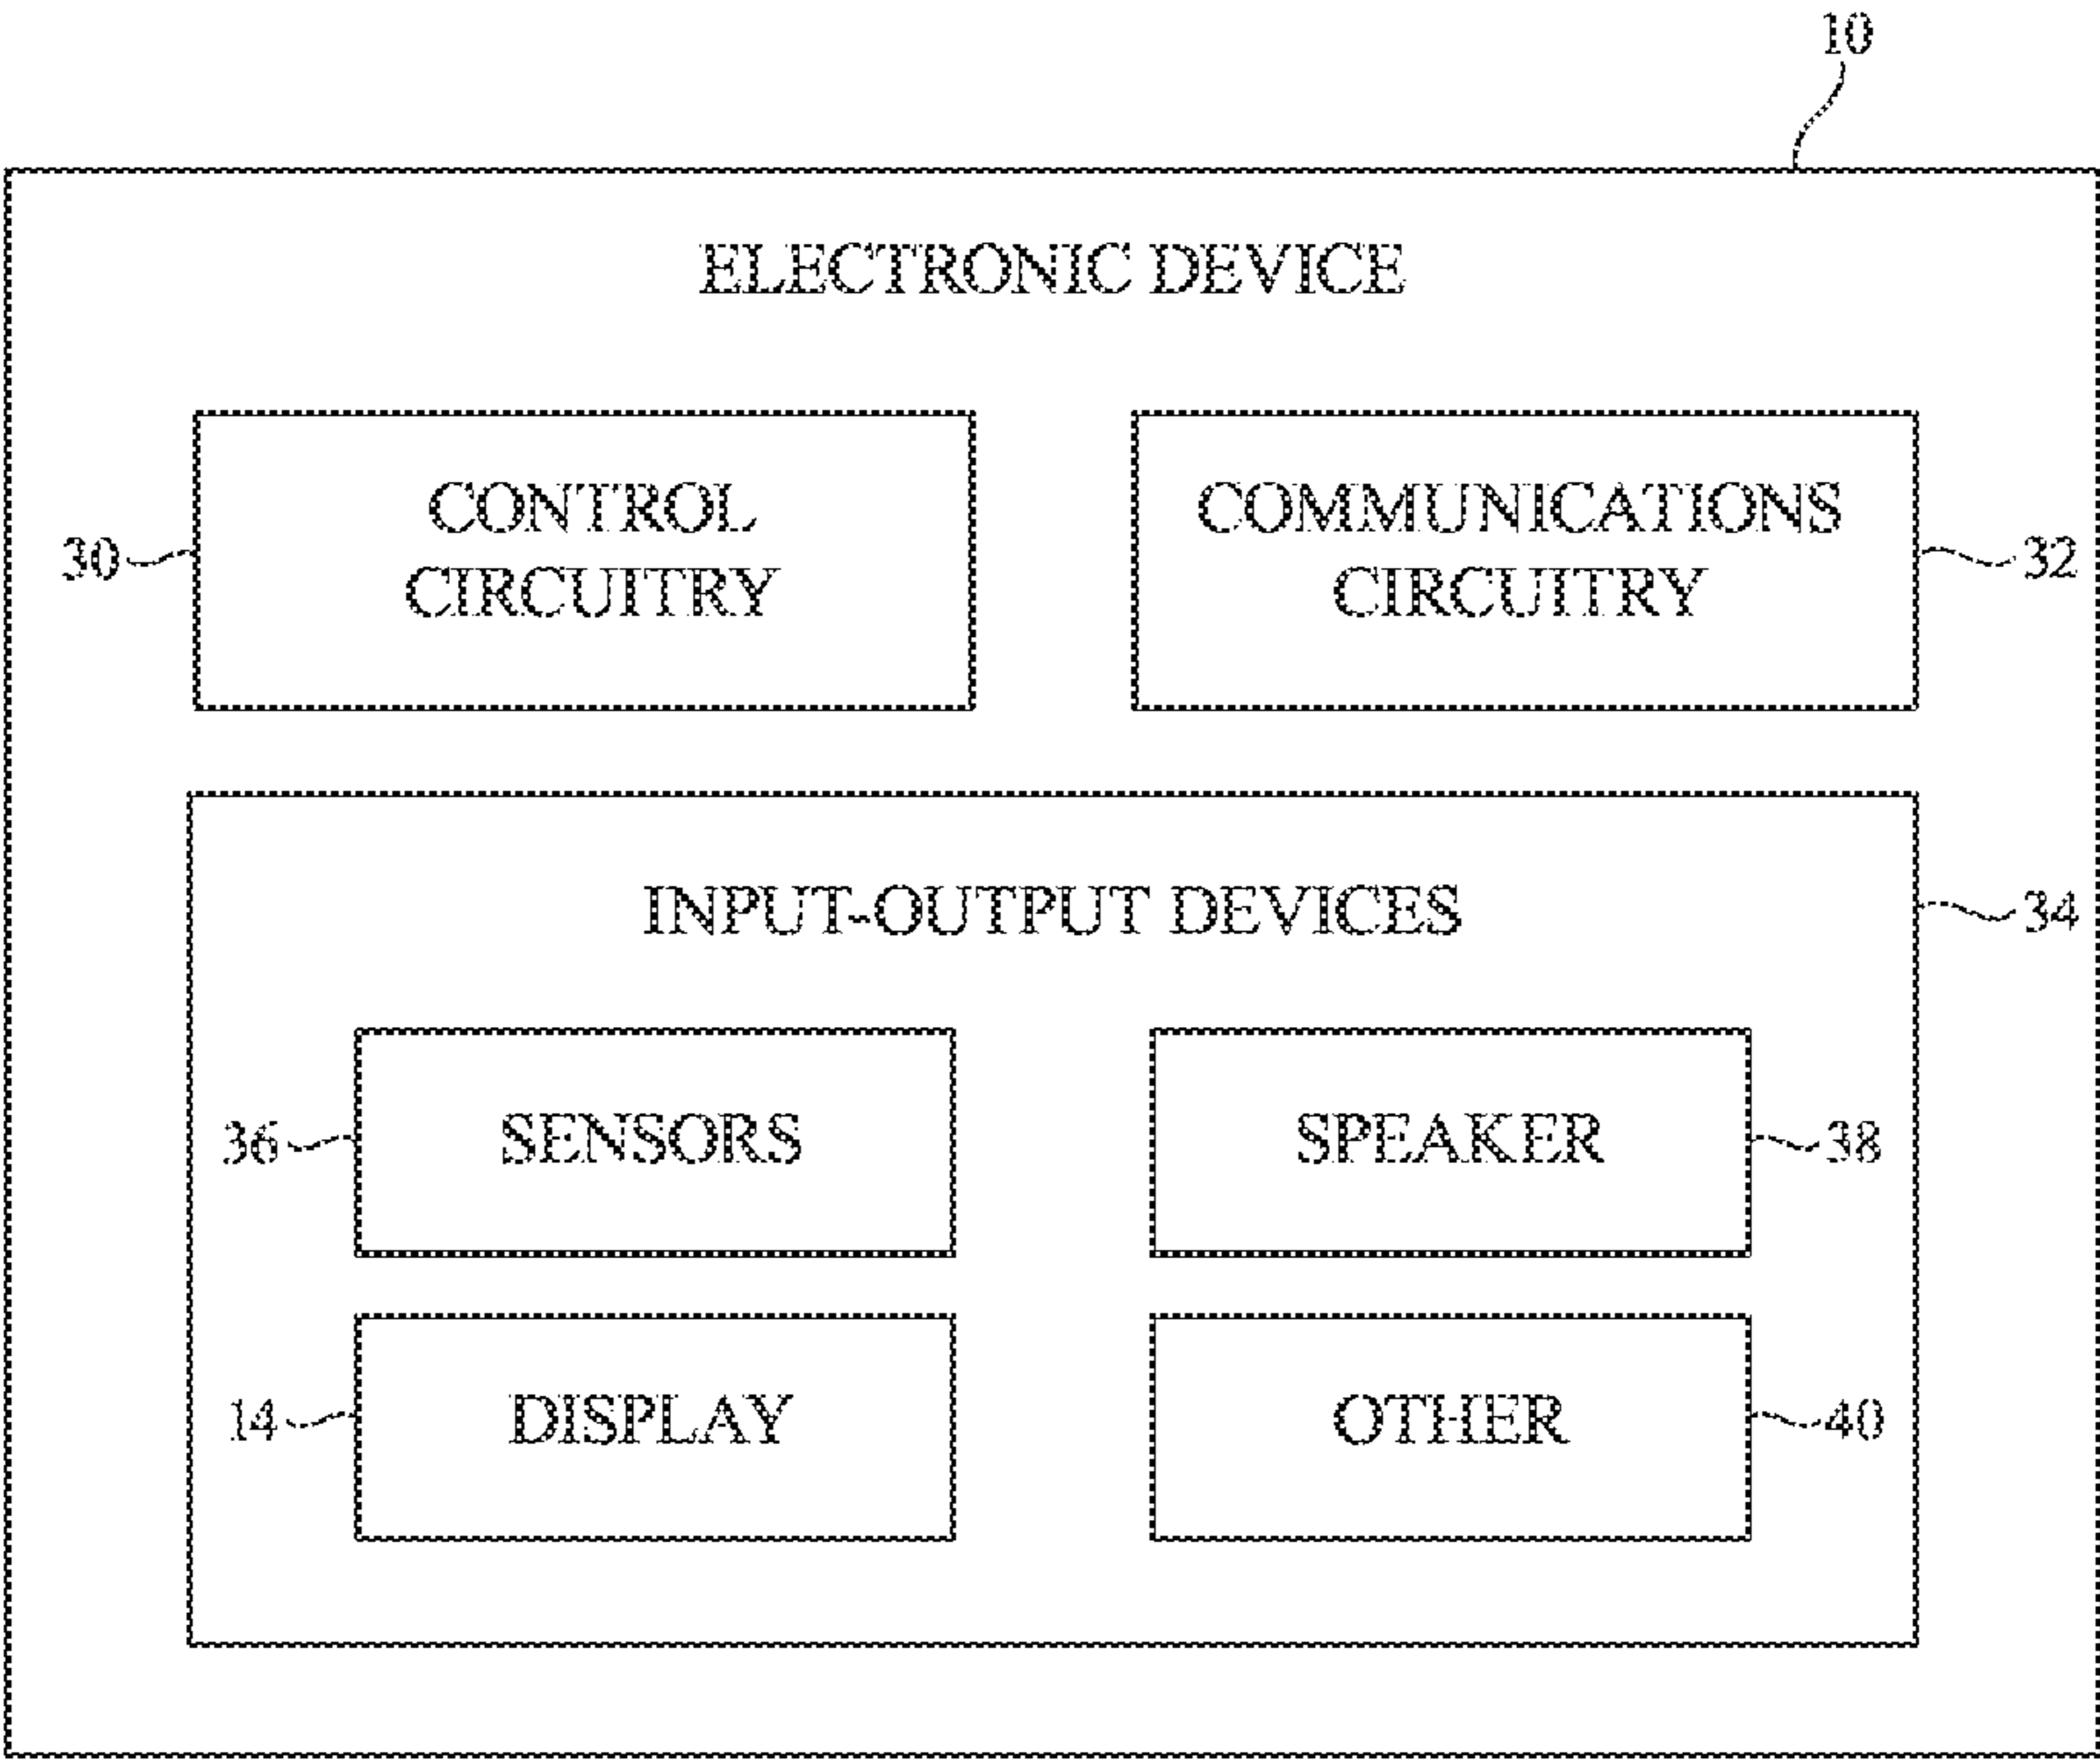 10
ELECTRONIC DEVICE
CONTROL
CIRCUITRY
30
COMMUNICATIONS
CIRCUITRY
32
INPUT-OUTPUT DEVICES
34
36
SENSORS
SPEAKER
38
14
DISPLAY
OTHER
40